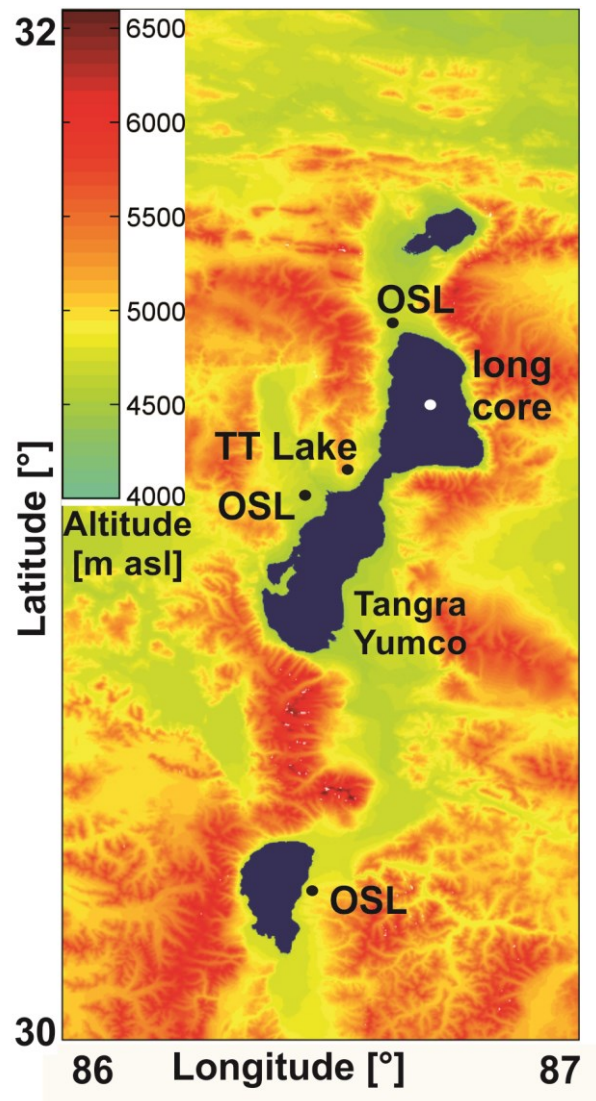 32
6500
6000
5500
5000
4500
4000
Altitude
[m asl]
OSL
long
core
TT Lake
OSL
Tangra
Yumco
OSL
Latitude [°]
30
86
Longitude [°]
87